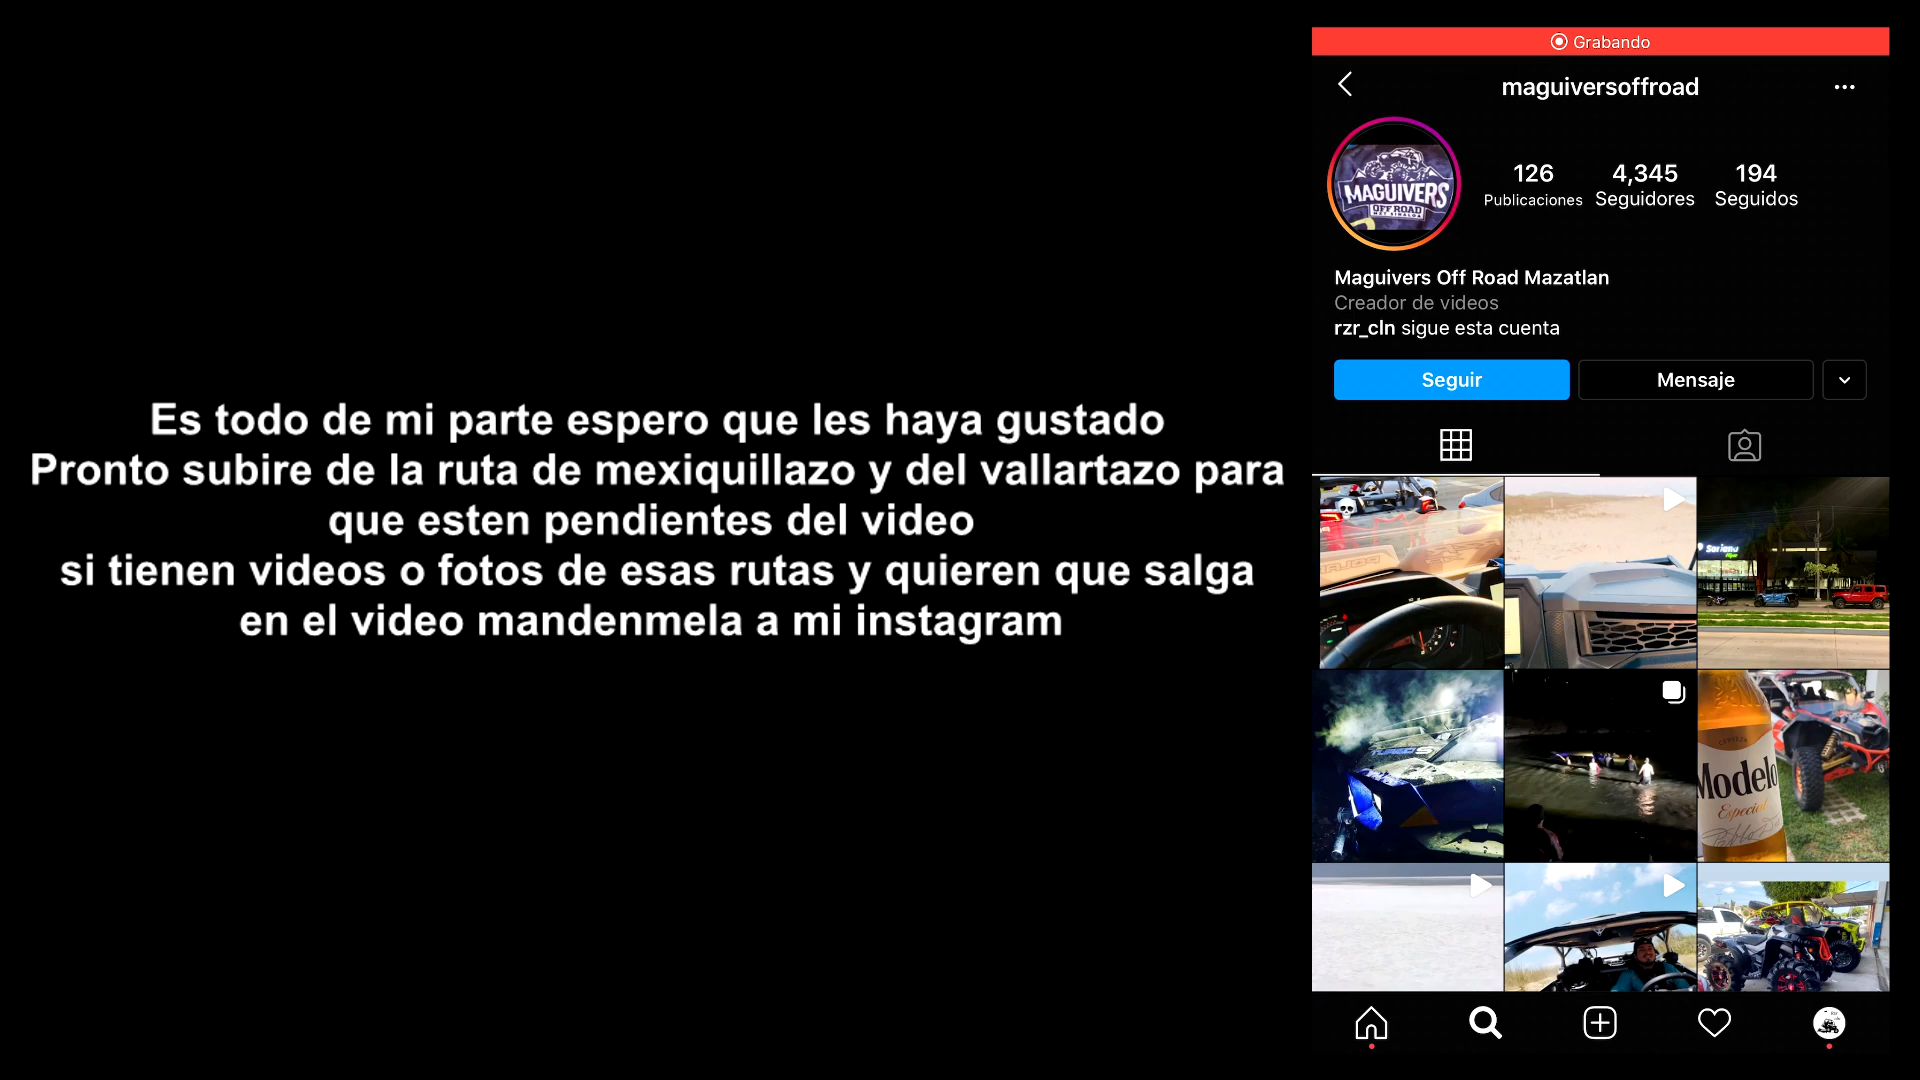 Es todo de mi parte espero que les haya gustado
Pronto subire de la ruta de mexiquillazo y del vallartazo para
que esten pendientes del video
si tienen videos o fotos de esas rutas y quieren que salga
en el video mandenmela a mi instagram
Grabando
maguiversoffroad
MAGUIVERS
OFF ROAD
126
Publicaciones
4,345
Seguidores
194
Seguidos
Maguivers Off Road Mazatlan
Creador de videos
rzr_cln sigue esta cuenta
Seguir
Mensaje
Soriana
TURBO S
CERVEZA
Modelo
Especial